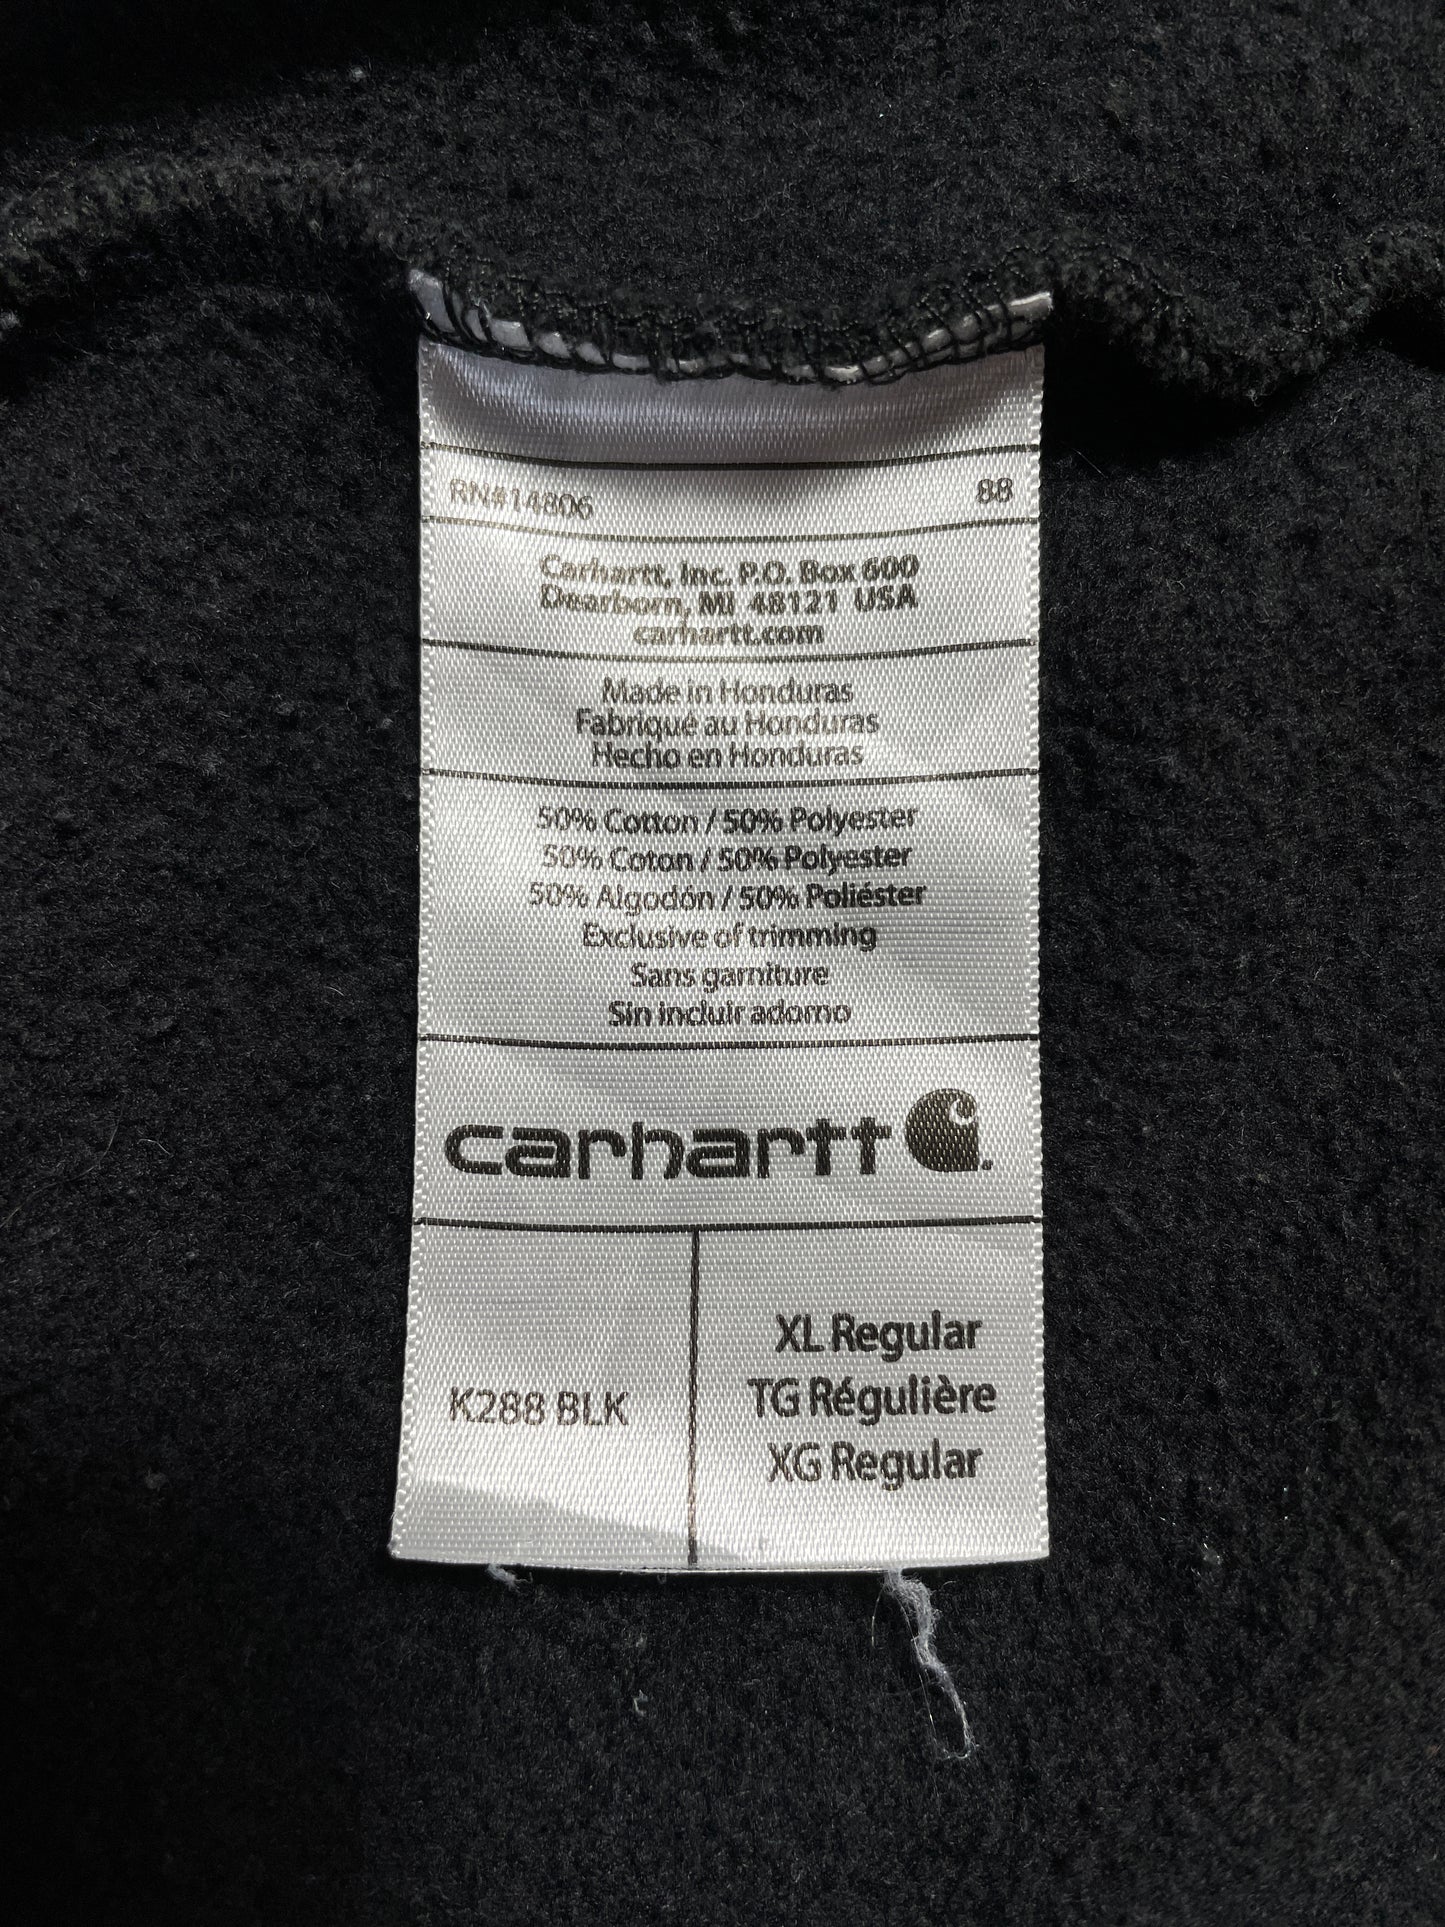 RN#14806 88
Carhartt, Inc. P.O. Box 600
Dearborn, MI 48121 USA
carhartt.com
Made in Honduras
Fabriqué au Honduras
Hecho en Honduras
50% Cotton / 50% Polyester
50% Coton / 50% Polyester
50% Algodón / 50% Poliéster
Exclusive of trimming
Sans garniture
Sin incluir adorno
carhartt
K288 BLK
XL Regular
TG Régulière
XG Regular